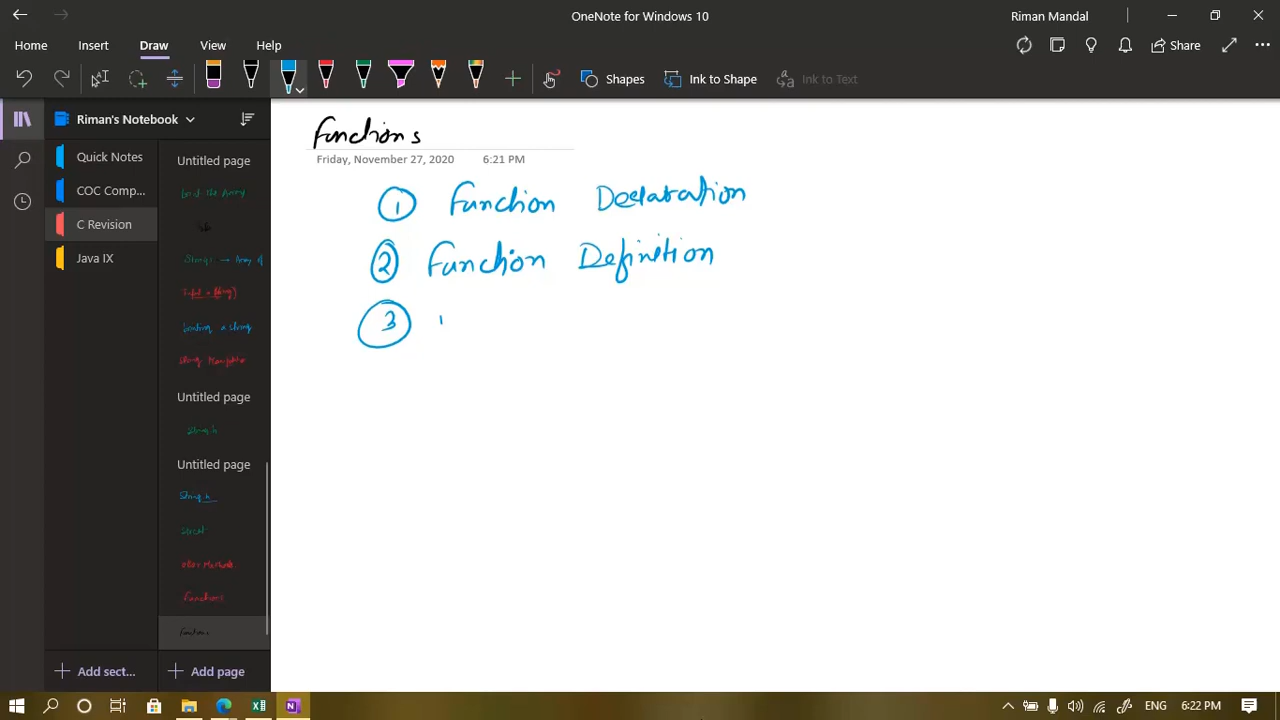 OneNote for Windows 10
Riman Mandal
Home Insert Draw View Help
Share
Shapes Ink to Shape Ink to Text
Riman's Notebook
Quick Notes
COC Comp...
C Revision
Java IX
Untitled page
Untitled page
Untitled page
Functions
Add sect...
Add page
Functions
Friday, November 27, 2020 6:21 PM
① Function Declaration
② Function Definition
③
ENG 6:22 PM